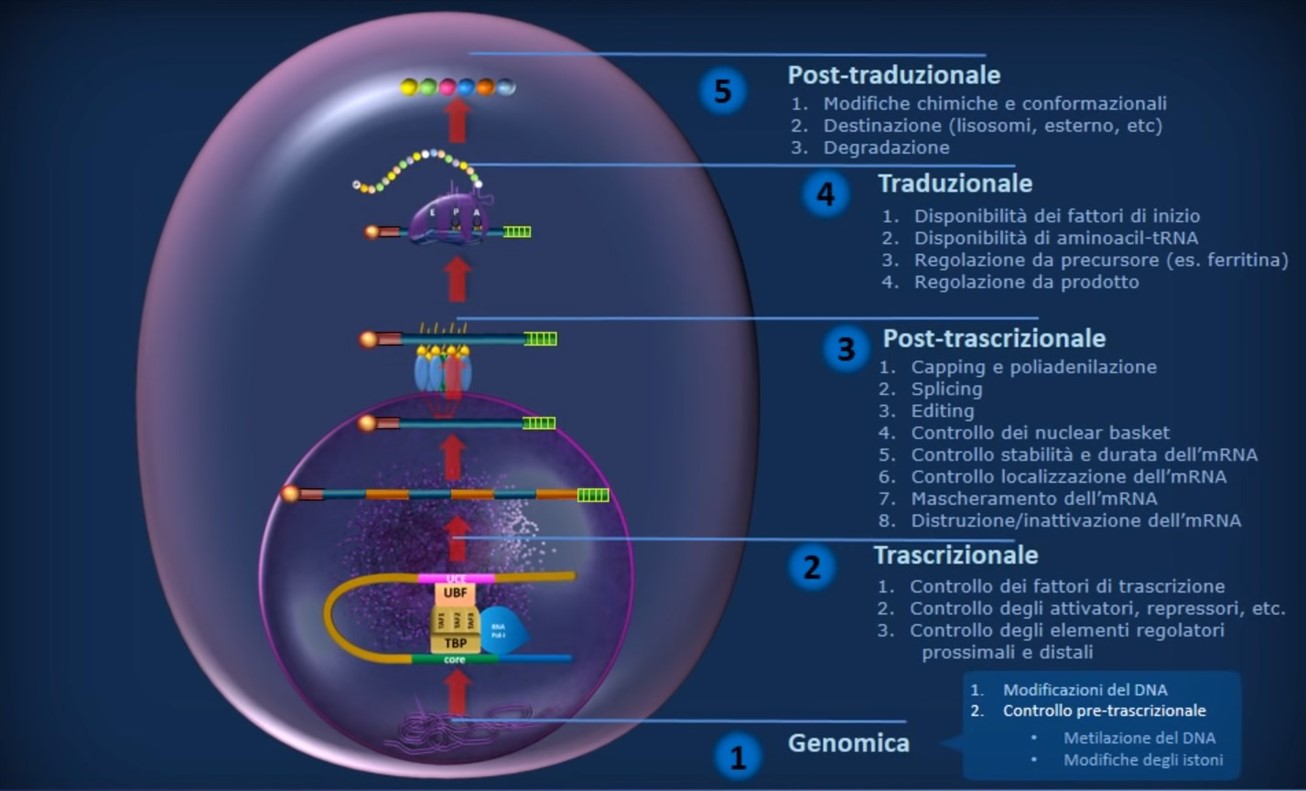 5
Post-traduzionale
1. Modifiche chimiche e conformazionali
2. Destinazione (lisosomi, esterno, etc)
3. Degradazione
4
Traduzionale
1. Disponibilità dei fattori di inizio
2. Disponibilità di aminoacil-tRNA
3. Regolazione da precursore (es. ferritina)
4. Regolazione da prodotto
E P A
3
Post-trascrizionale
1. Capping e poliadenilazione
2. Splicing
3. Editing
4. Controllo dei nuclear basket
5. Controllo stabilità e durata dell'mRNA
6. Controllo localizzazione dell'mRNA
7. Mascheramento dell'mRNA
8. Distruzione/inattivazione dell'mRNA
2
Trascrizionale
1. Controllo dei fattori di trascrizione
2. Controllo degli attivatori, repressori, etc.
3. Controllo degli elementi regolatori
prossimali e distali
UCE
UBF
TAF1 TAF2 TAF3
RNA
Pol I
TBP
core
1
Genomica
1. Modificazioni del DNA
2. Controllo pre-trascrizionale
• Metilazione del DNA
• Modifiche degli istoni